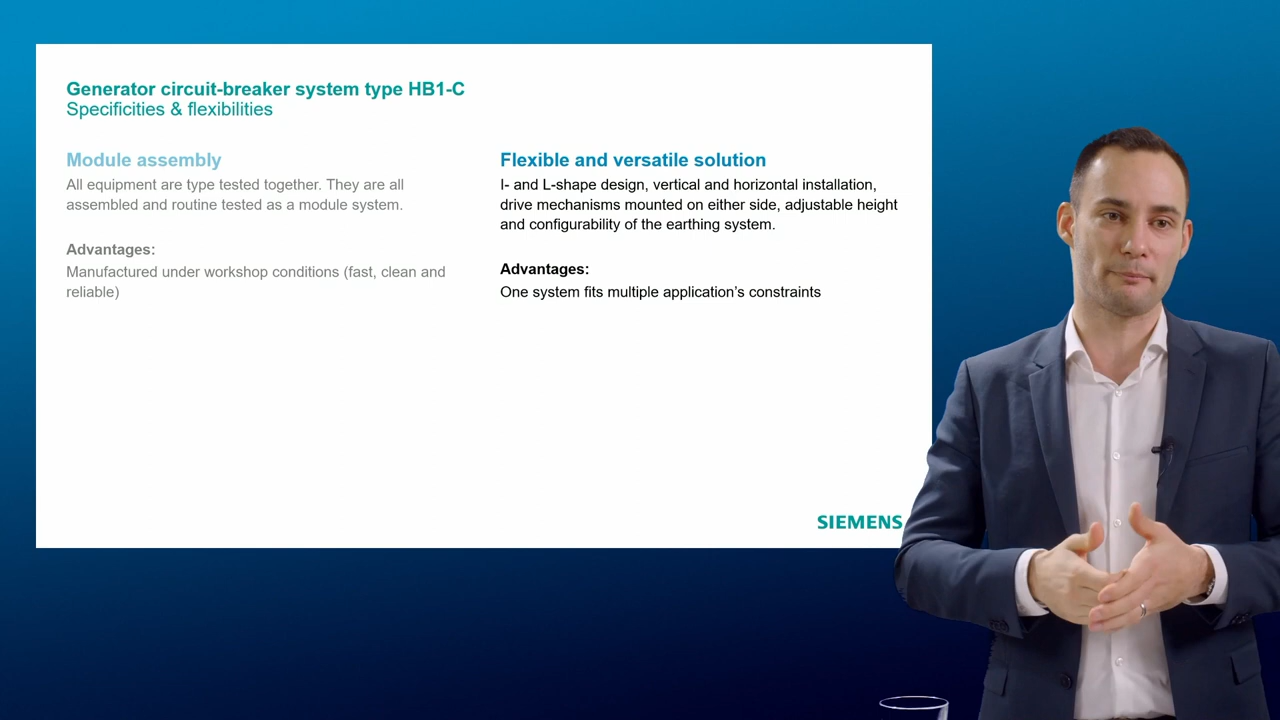 Generator circuit-breaker system type HB1-C
Specificities & flexibilities
Module assembly
All equipment are type tested together. They are all
assembled and routine tested as a module system.
Advantages:
Manufactured under workshop conditions (fast, clean and
reliable)
Flexible and versatile solution
I- and L-shape design, vertical and horizontal installation,
drive mechanisms mounted on either side, adjustable height
and configurability of the earthing system.
Advantages:
One system fits multiple application’s constraints
SIEMENS